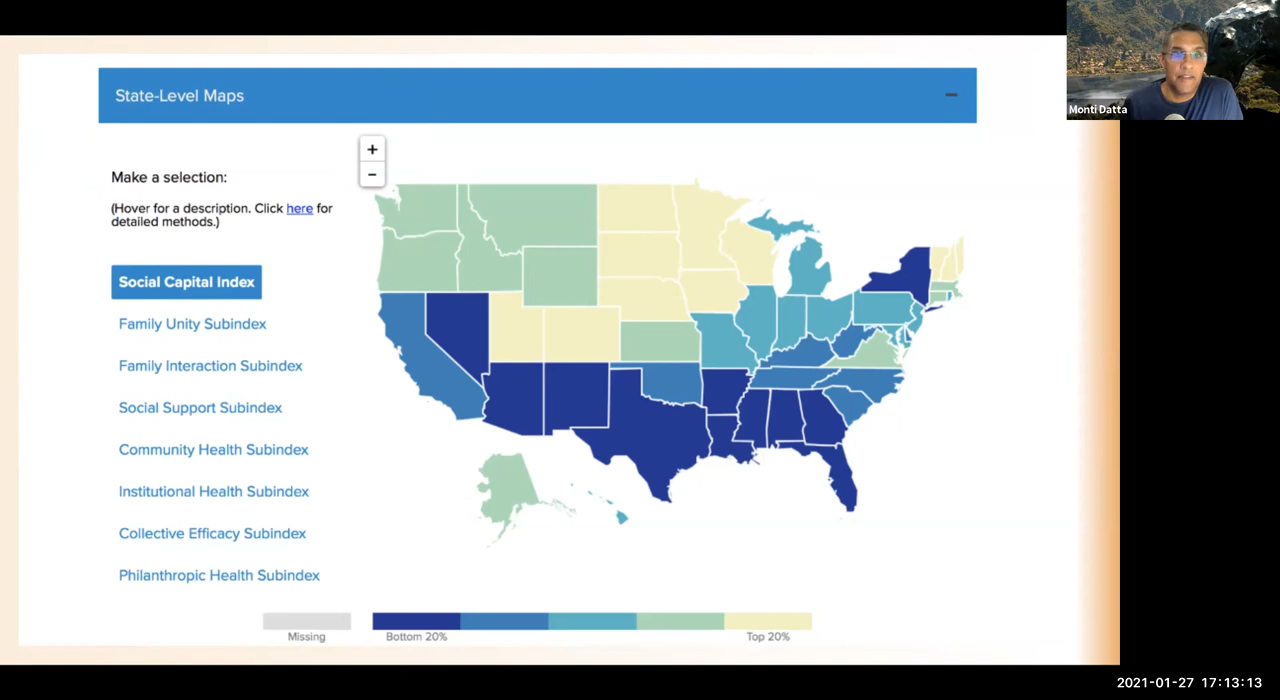 Monti Datta
State-Level Maps
+
−
Make a selection:
(Hover for a description. Click here for
detailed methods.)
Social Capital Index
Family Unity Subindex
Family Interaction Subindex
Social Support Subindex
Community Health Subindex
Institutional Health Subindex
Collective Efficacy Subindex
Philanthropic Health Subindex
Missing
Bottom 20%
Top 20%
2021-01-27 17:13:13